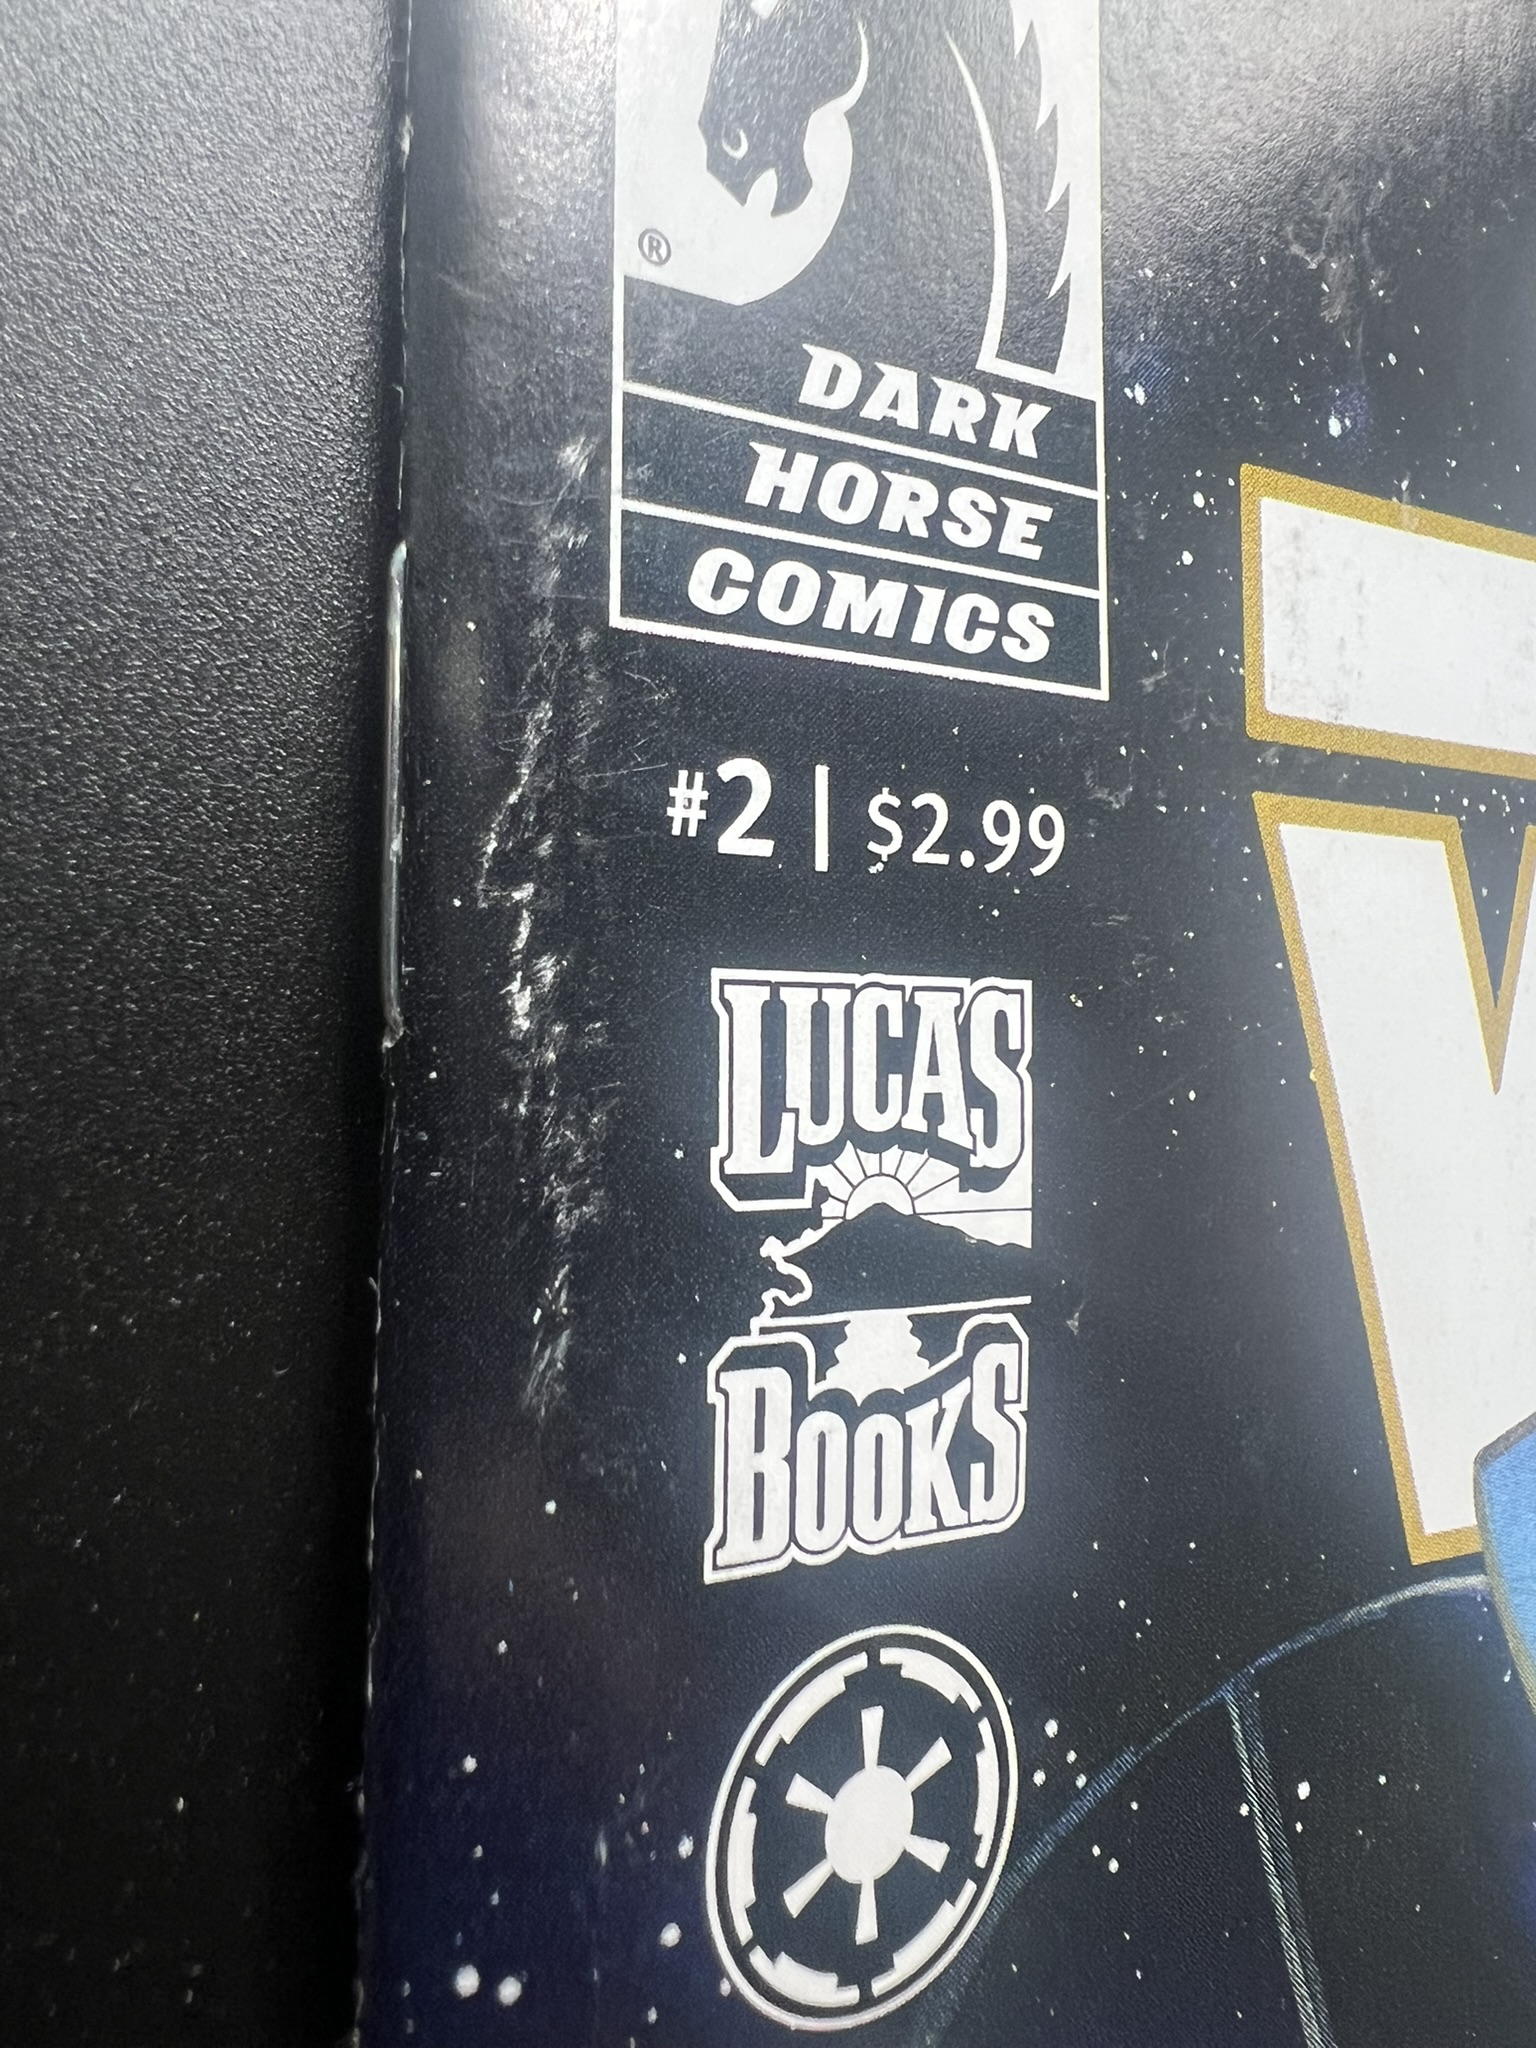 ®
DARK
HORSE
COMICS
#2 | $2.99
LUCAS
BOOKS